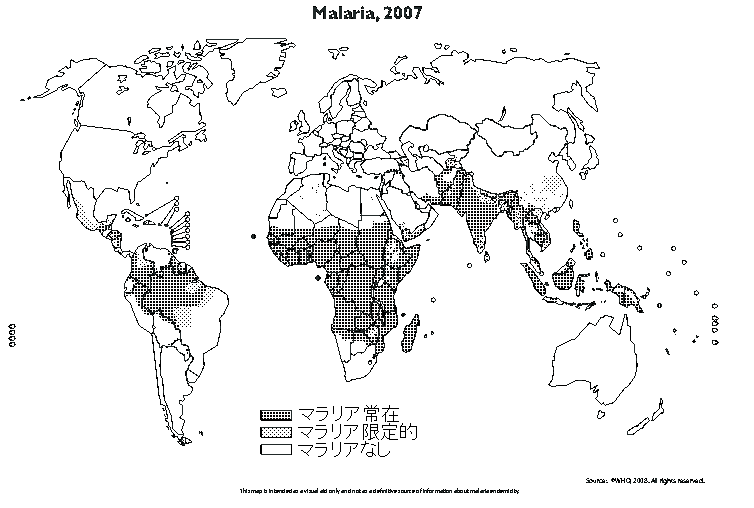 Malaria, 2007
マラリア常在
マラリア限定的
マラリアなし
Source: ©WHO, 2008. All rights reserved.
This map is intended as a visual aid only and not as a definitive source of information about malaria endemicity.